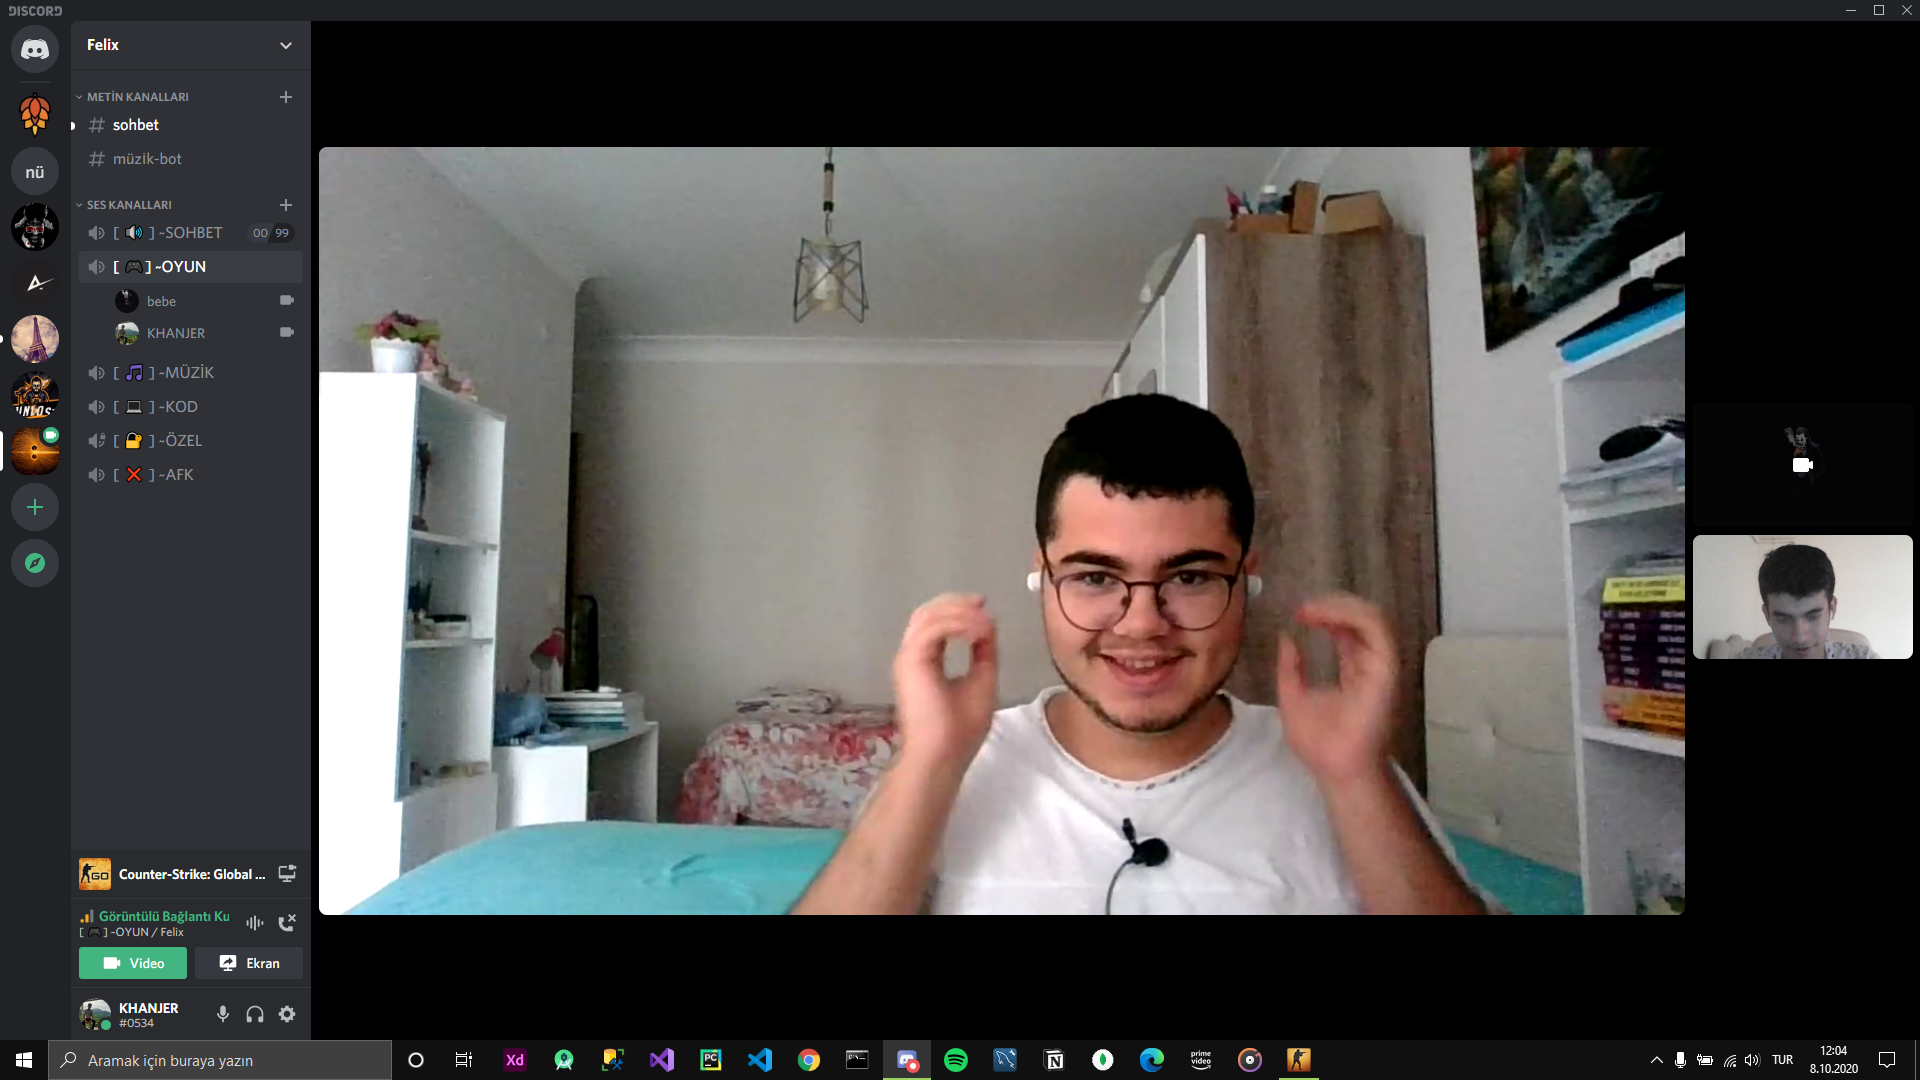 DISCORD
Felix
METİN KANALLARI
sohbet
müzik-bot
nü
SES KANALLARI
[ 🔊 ] ~SOHBET 00 99
[ 🎮 ] ~OYUN
bebe
KHANJER
[ 🎵 ] ~MÜZİK
[ 💻 ] ~KOD
[ 🔐 ] ~ÖZEL
[ ❌ ] ~AFK
GO
Counter-Strike: Global ...
Görüntülü Bağlantı Ku
[ 🎮 ] ~OYUN / Felix
Video Ekran
KHANJER
#0534
Aramak için buraya yazın
Xd
PC
prime video
TUR
12:04
8.10.2020